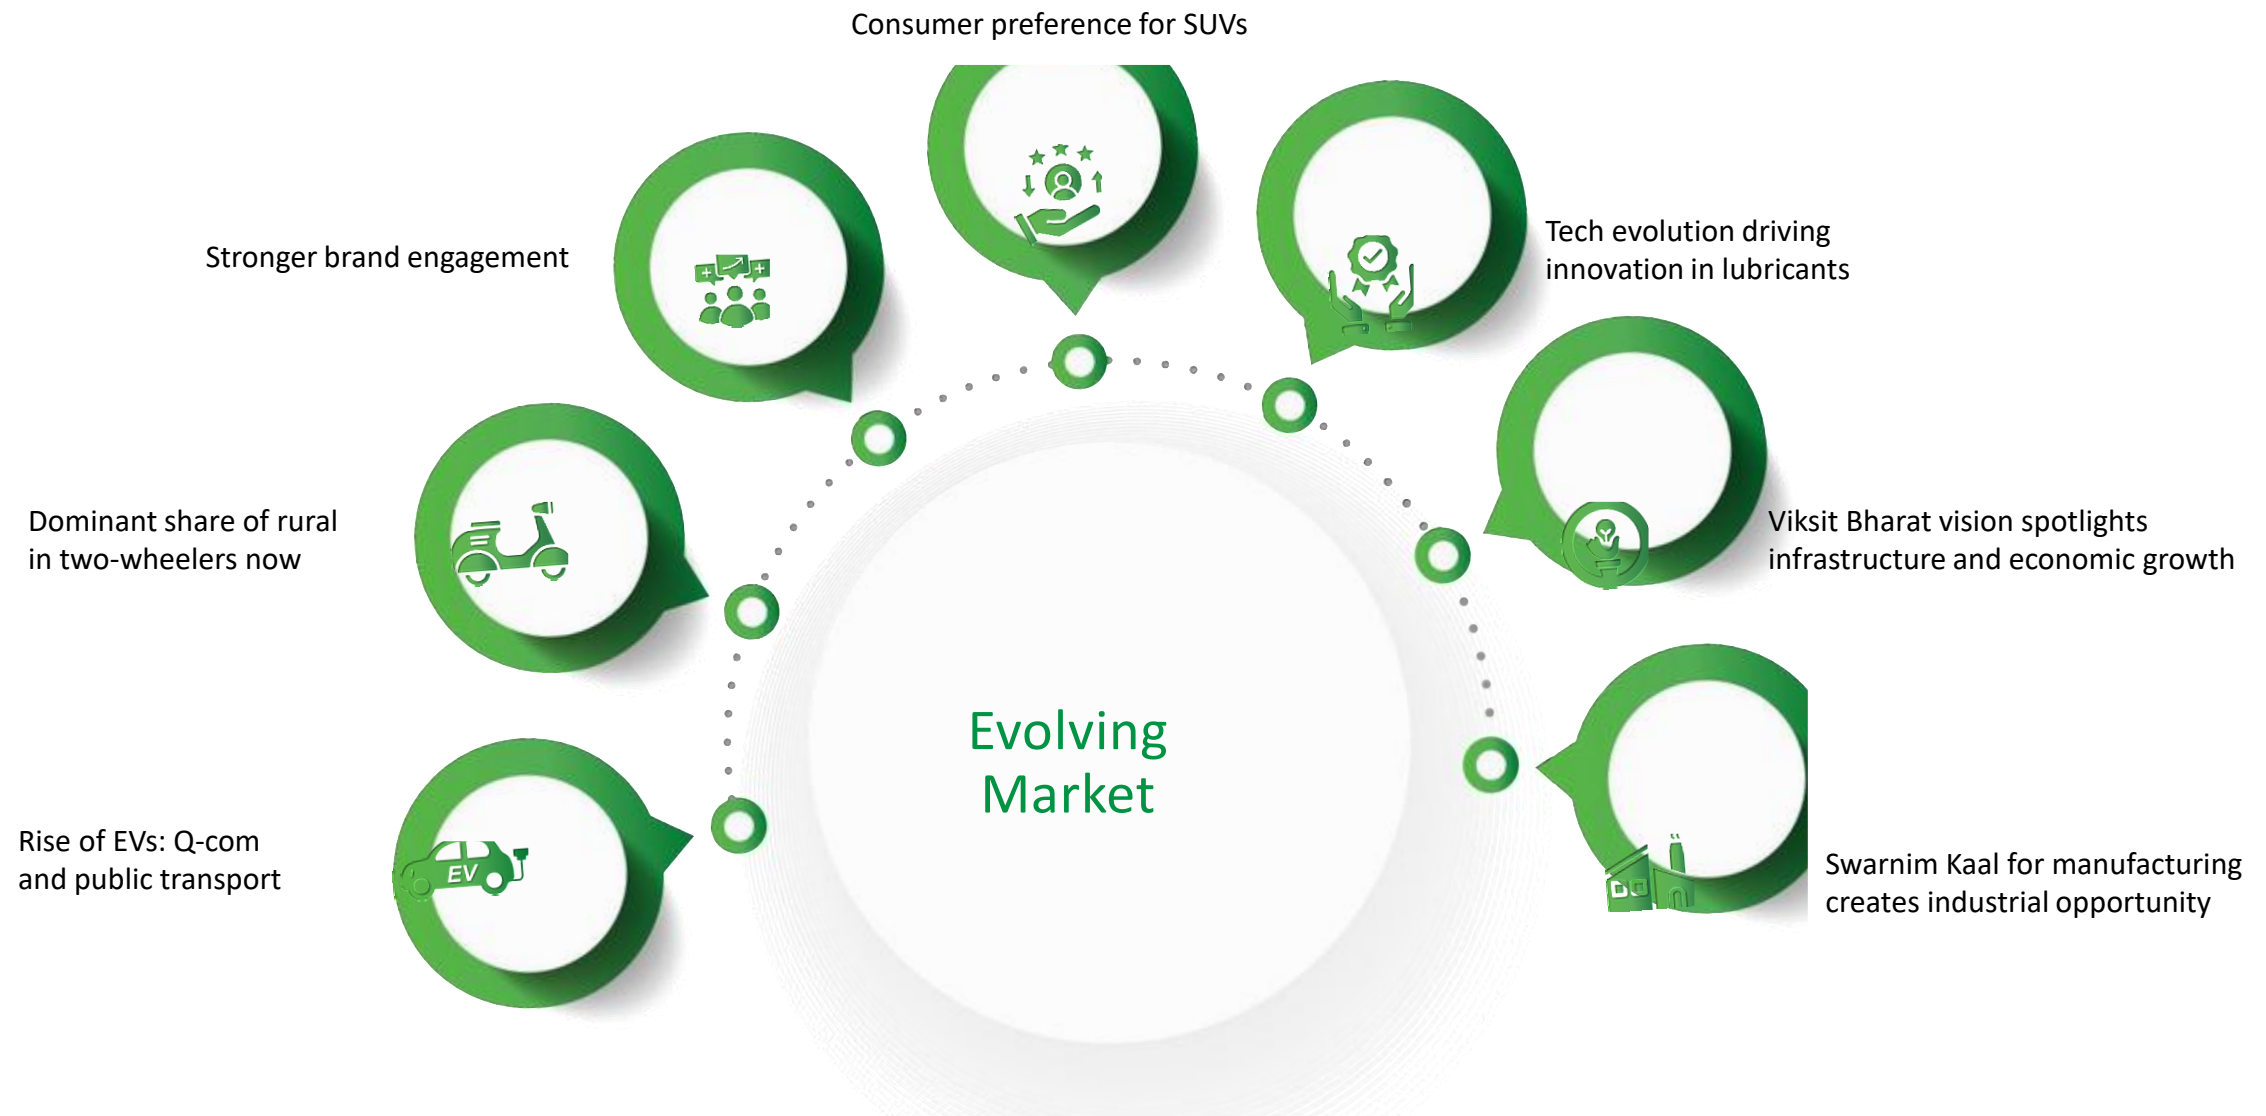 Consumer preference for SUVs
Stronger brand engagement
Tech evolution driving
innovation in lubricants
Dominant share of rural
in two-wheelers now
Viksit Bharat vision spotlights
infrastructure and economic growth
Evolving
Market
Rise of EVs: Q-com
and public transport
EV
Swarnim Kaal for manufacturing
creates industrial opportunity